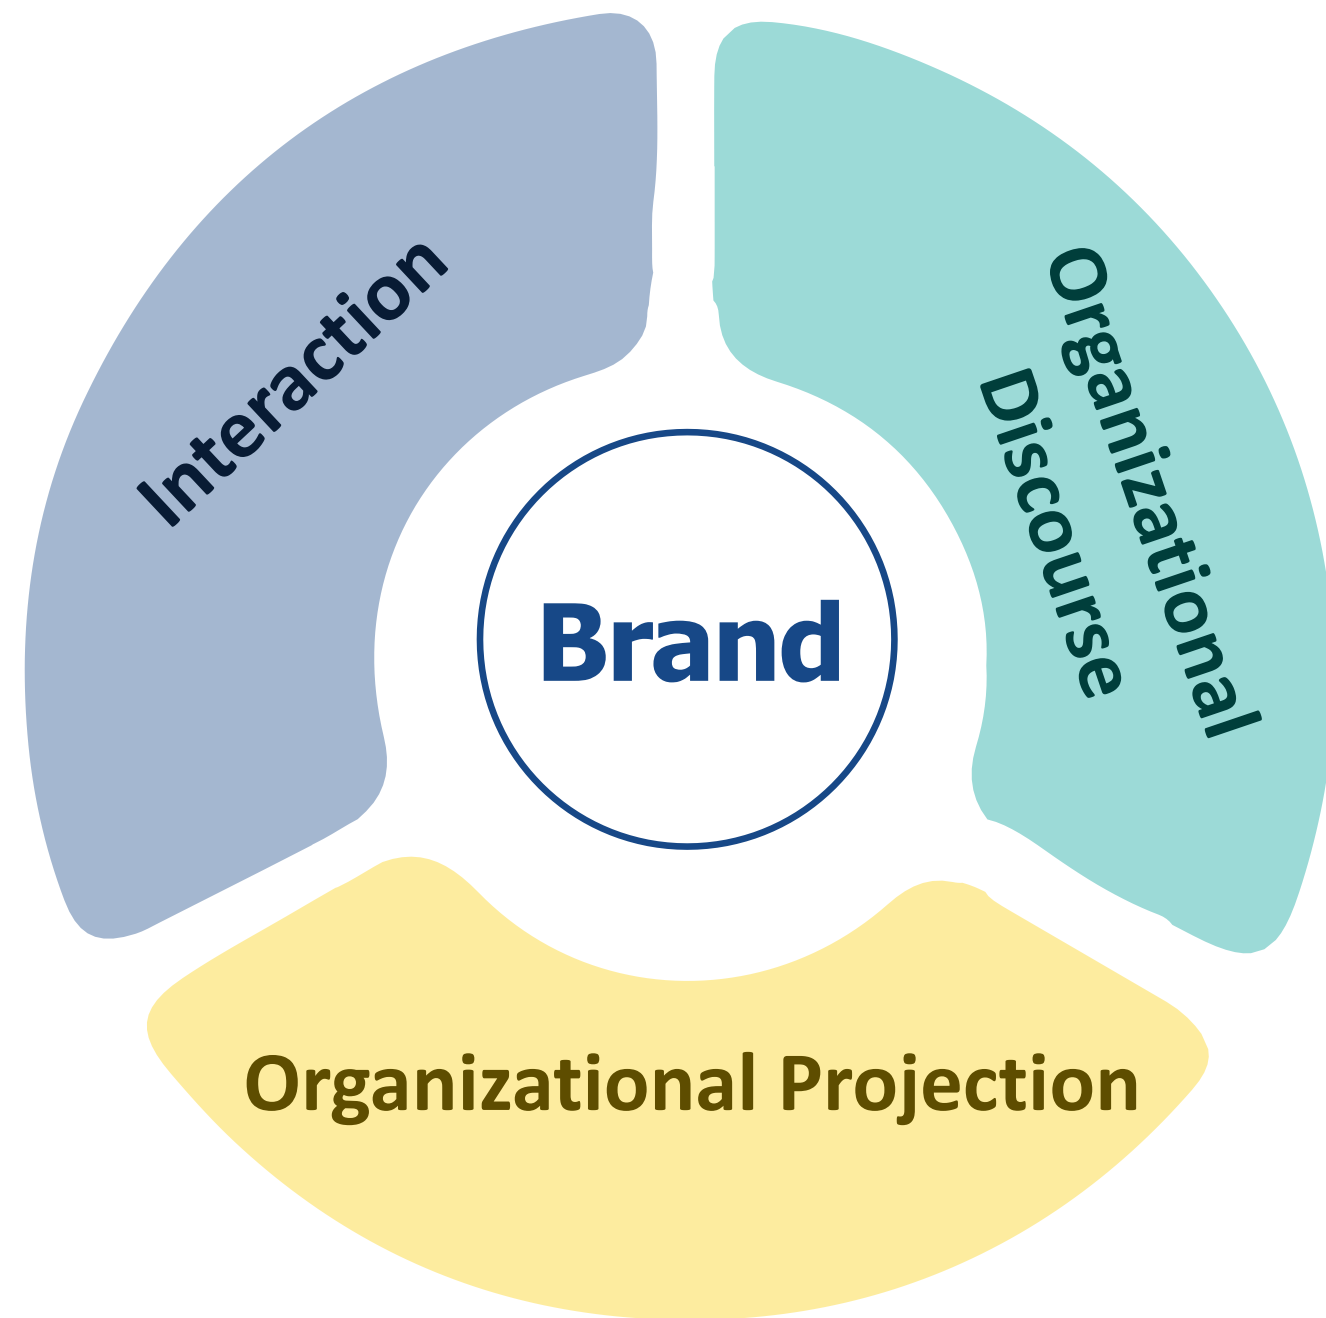 Interaction
Organizational
Discourse
Brand
Organizational Projection